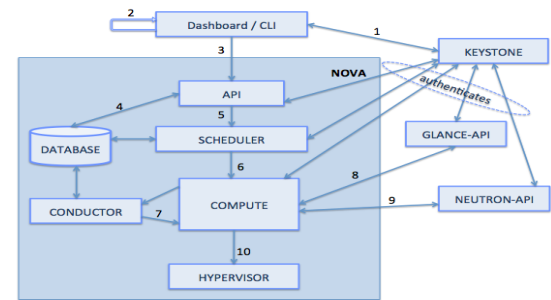 2
Dashboard / CLI
1
3
KEYSTONE
NOVA
authenticates
API
4
5
SCHEDULER
DATABASE
GLANCE-API
6
8
COMPUTE
CONDUCTOR
7
9
NEUTRON-API
10
HYPERVISOR